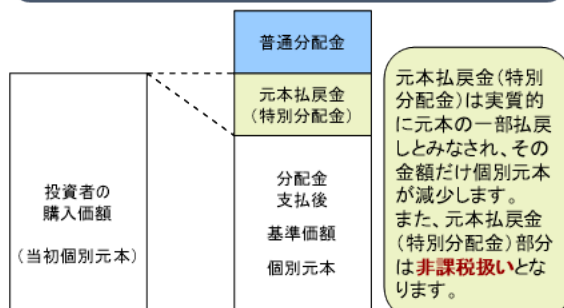 普通分配金
元本払戻金
（特別分配金）
投資者の
購入価額
（当初個別元本）
分配金
支払後
基準価額
個別元本
元本払戻金（特別
分配金）は実質的
に元本の一部払戻
しとみなされ、その
金額だけ個別元本
が減少します。
また、元本払戻金
（特別分配金）部分
は非課税扱いとな
ります。